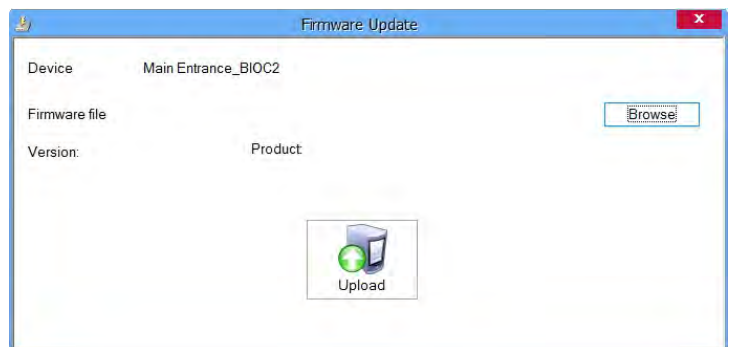 Firmware Update
x
Device Main Entrance_BIOC2
Firmware file Browse
Version: Product:
Upload